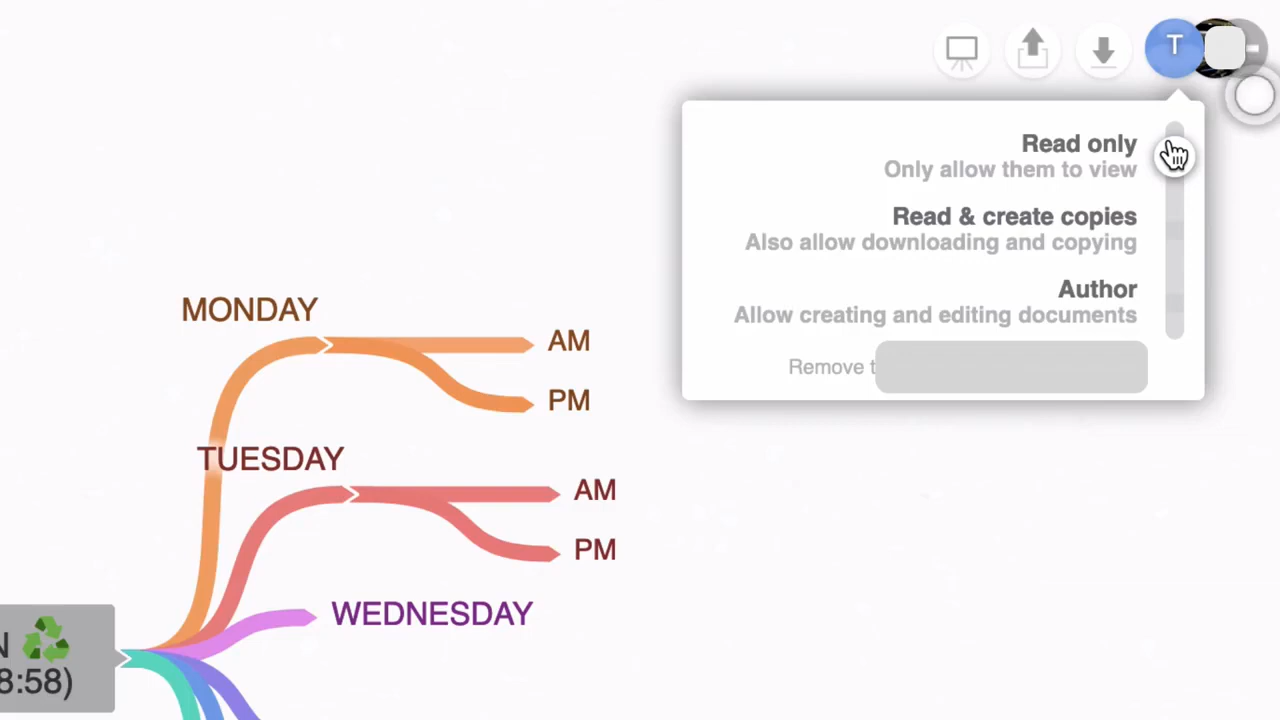 T
Read only
Only allow them to view
Read & create copies
Also allow downloading and copying
Author
Allow creating and editing documents
Remove
MONDAY
AM
PM
TUESDAY
AM
PM
WEDNESDAY
N ♻️
8:58)